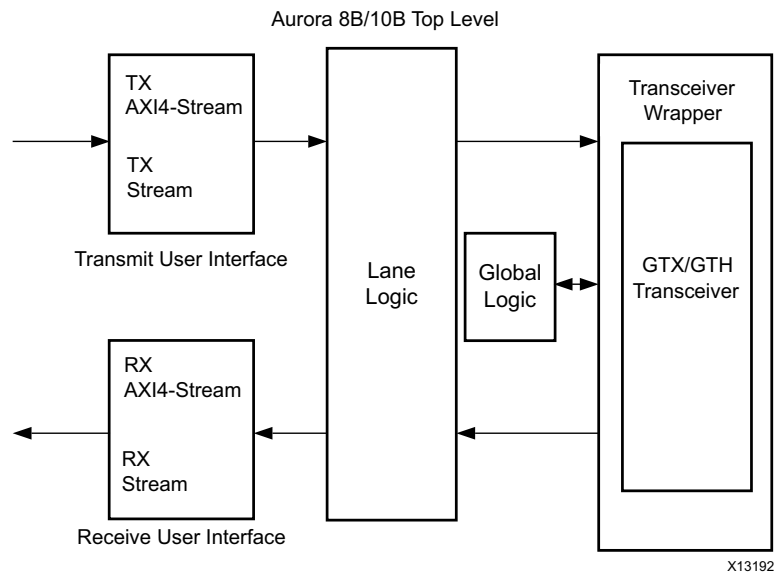 Aurora 8B/10B Top Level
TX
AXI4-Stream
TX
Stream
Transmit User Interface
Lane
Logic
Global
Logic
Transceiver
Wrapper
GTX/GTH
Transceiver
RX
AXI4-Stream
RX
Stream
Receive User Interface
X13192